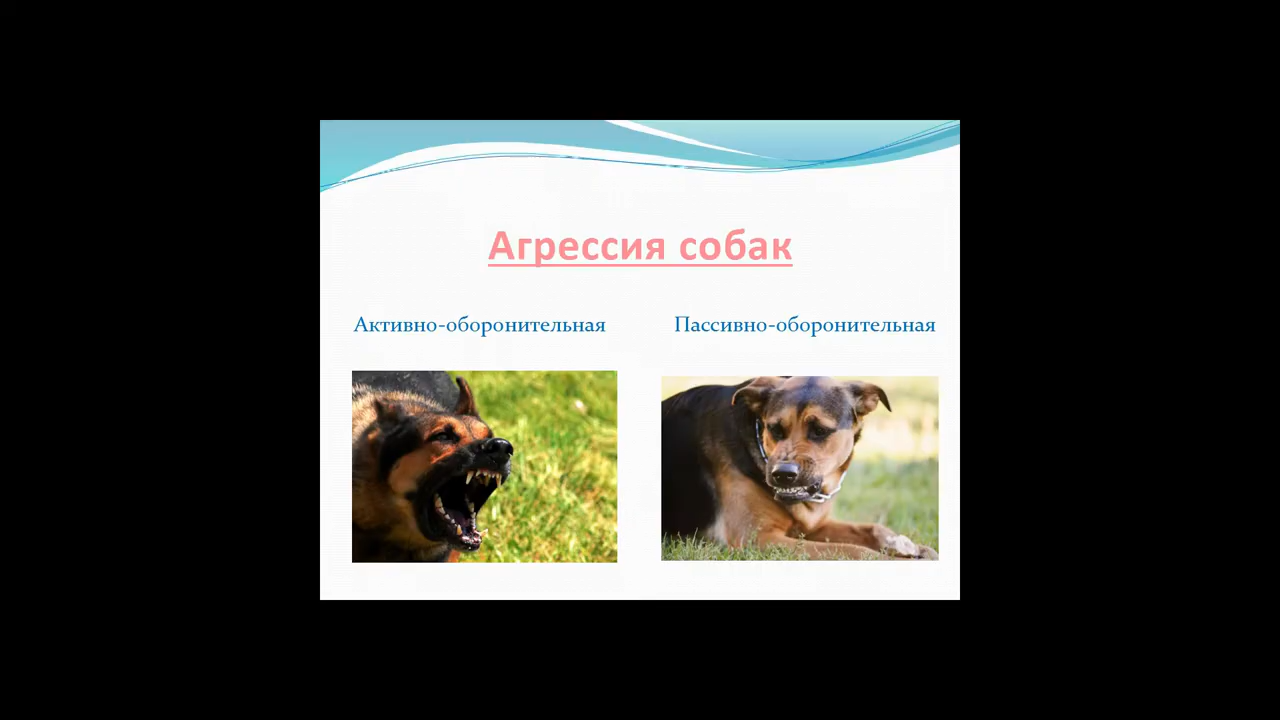 Агрессия собак
Активно-оборонительная
Пассивно-оборонительная